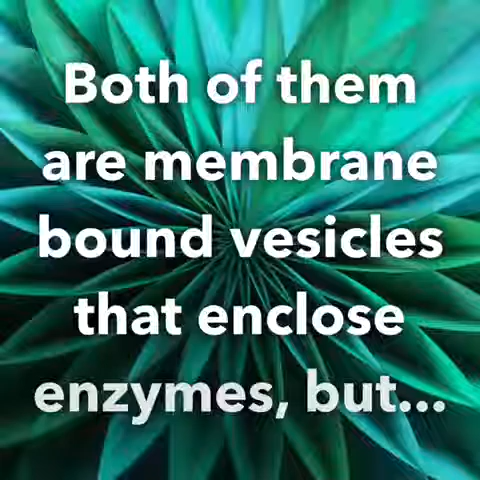 Both of them
are membrane
bound vesicles
that enclose
enzymes, but...